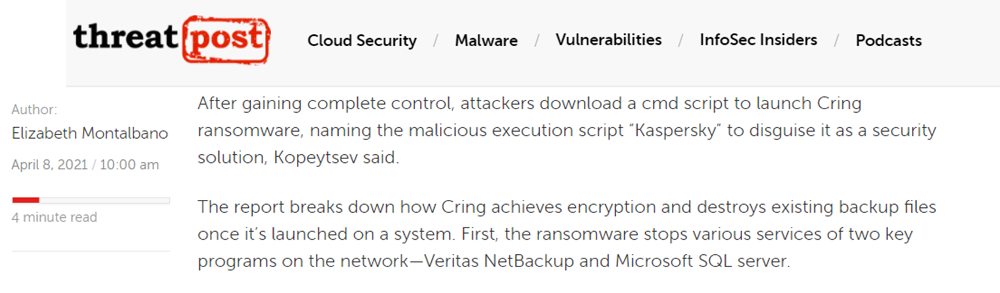 threatpost
Cloud Security / Malware / Vulnerabilities / InfoSec Insiders / Podcasts
Author:
Elizabeth Montalbano
April 8, 2021 / 10:00 am
4 minute read
After gaining complete control, attackers download a cmd script to launch Cring
ransomware, naming the malicious execution script “Kaspersky” to disguise it as a security
solution, Kopeytsev said.
The report breaks down how Cring achieves encryption and destroys existing backup files
once it’s launched on a system. First, the ransomware stops various services of two key
programs on the network—Veritas NetBackup and Microsoft SQL server.